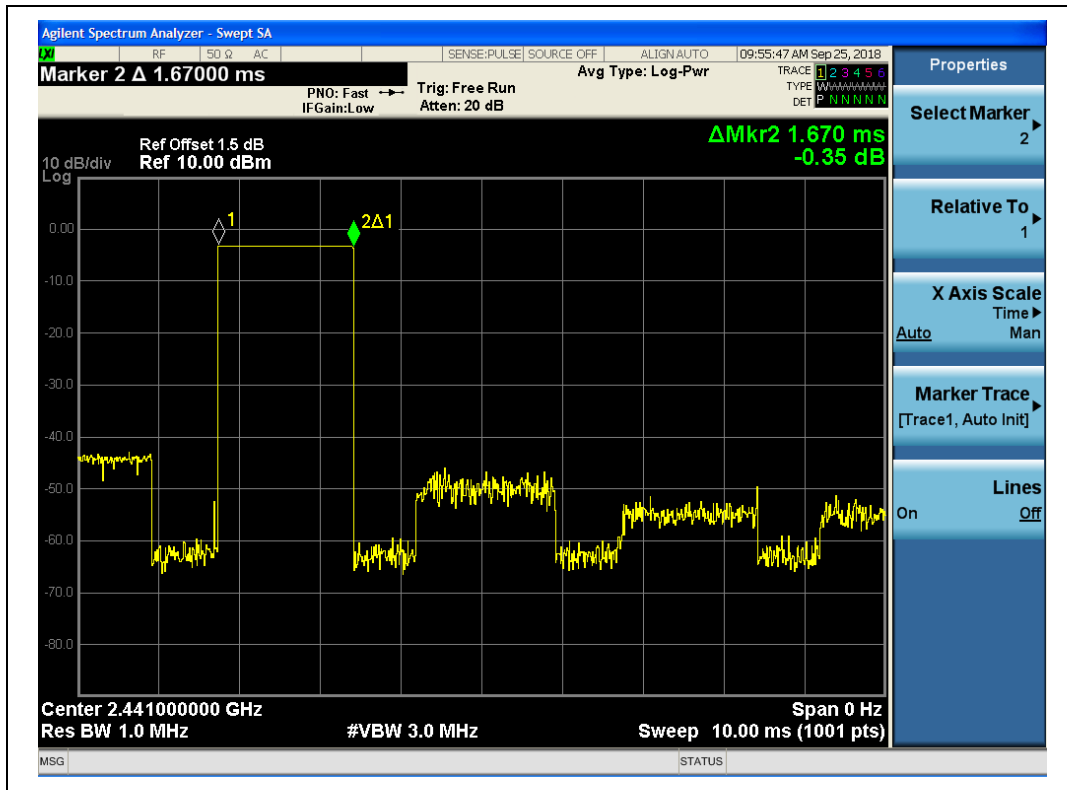 Agilent Spectrum Analyzer - Swept SA
LXI RF 50 Ω AC SENSE:PULSE SOURCE OFF ALIGN AUTO 09:55:47 AM Sep 25, 2018
Marker 2 Δ 1.67000 ms
PNO: Fast
IFGain:Low
Trig: Free Run
Atten: 20 dB
Avg Type: Log-Pwr
TRACE 1 2 3 4 5 6
TYPE WWWWWW
DET P N N N N N
ΔMkr2 1.670 ms
-0.35 dB
Ref Offset 1.5 dB
10 dB/div Ref 10.00 dBm
Log
1
2Δ1
0.00
-10.0
-20.0
-30.0
-40.0
-50.0
-60.0
-70.0
-80.0
Center 2.441000000 GHz Span 0 Hz
Res BW 1.0 MHz #VBW 3.0 MHz Sweep 10.00 ms (1001 pts)
MSG STATUS
Properties
Select Marker
2
Relative To
1
X Axis Scale
Time
Auto Man
Marker Trace
[Trace1, Auto Init]
Lines
On Off